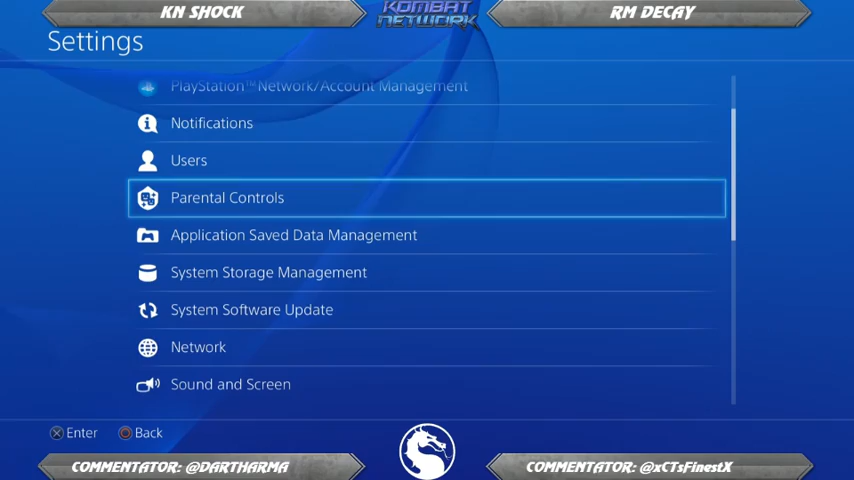 KN SHOCK
KOMBAT
NETWORK
RM DECAY
Settings
PlayStation™Network/Account Management
Notifications
Users
Parental Controls
Application Saved Data Management
System Storage Management
System Software Update
Network
Sound and Screen
Enter
Back
COMMENTATOR: @DARTHARMA
COMMENTATOR: @xCTsFinestX